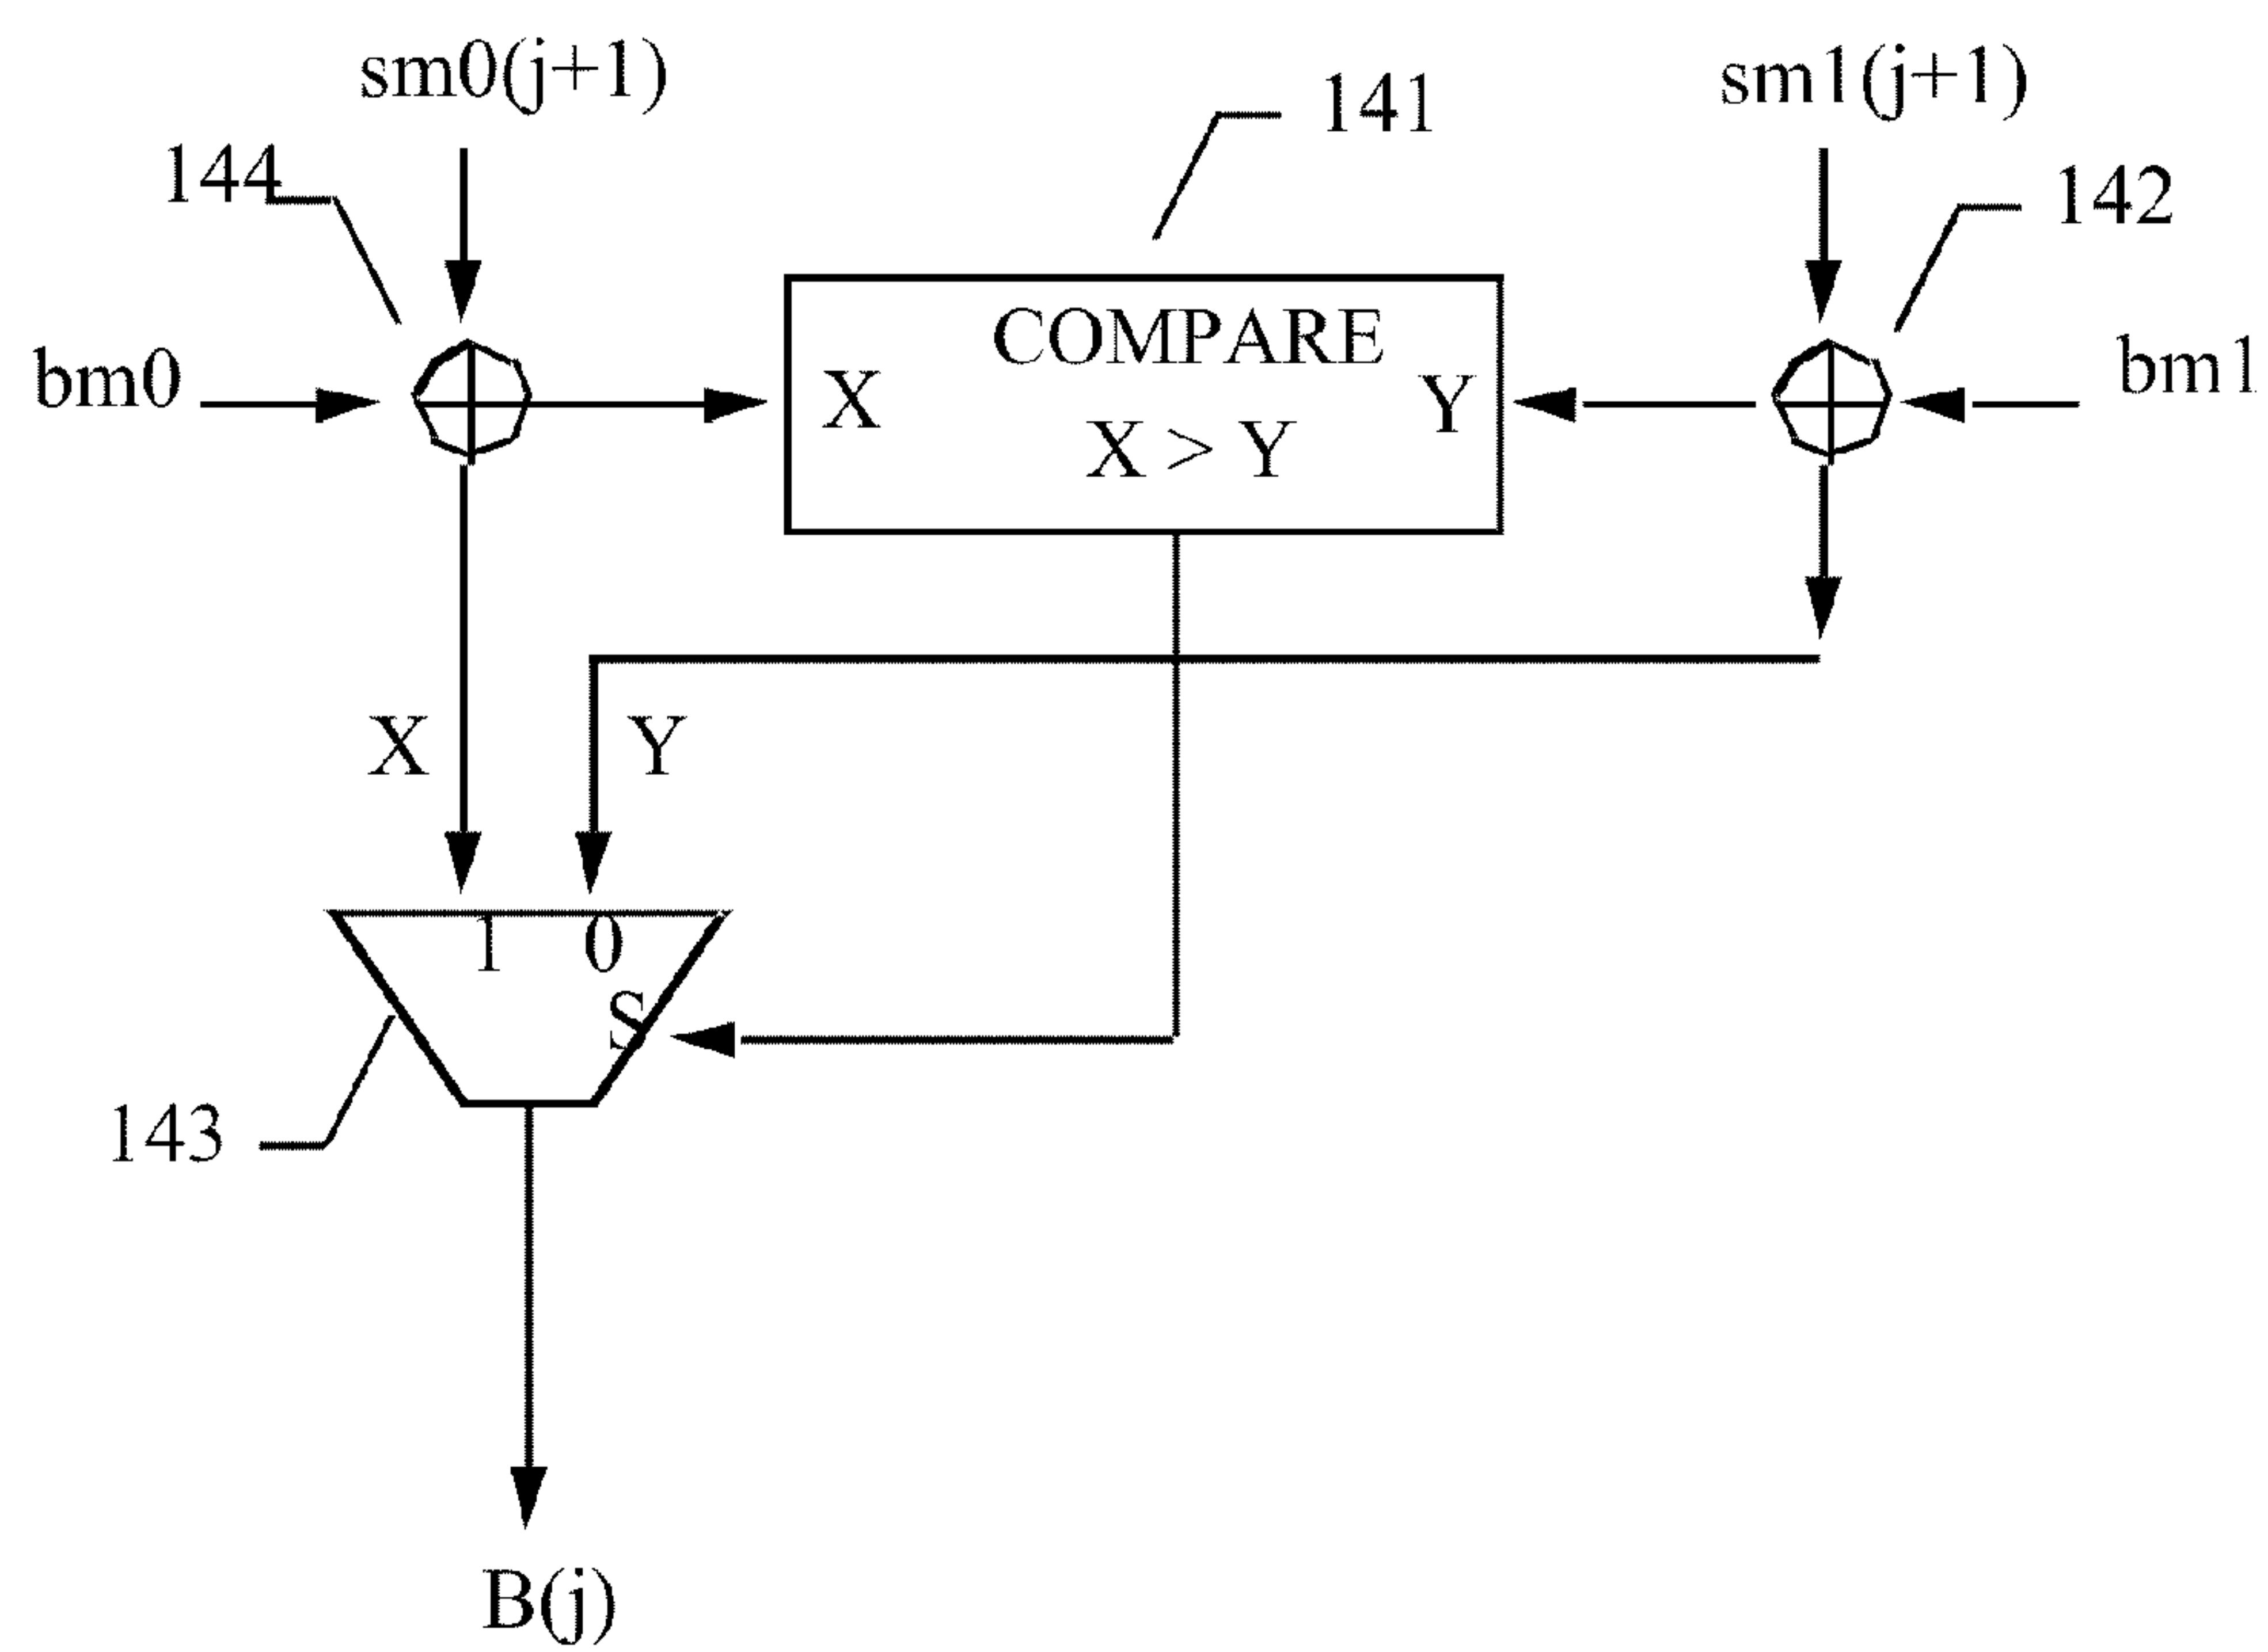 sm0(j+1)
sm1(j+1)
141
144
142
bm0
COMPARE
X
Y
X > Y
bm1
X
Y
1
0
S
143
B(j)